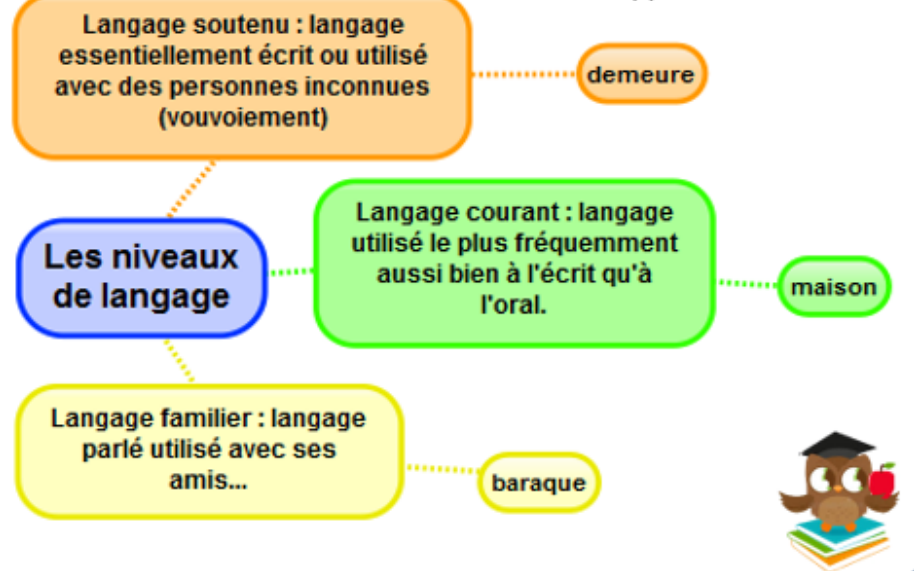 Langage soutenu : langage
essentiellement écrit ou utilisé
avec des personnes inconnues
(vouvoiement)
demeure
Les niveaux
de langage
Langage courant : langage
utilisé le plus fréquemment
aussi bien à l'écrit qu'à
l'oral.
maison
Langage familier : langage
parlé utilisé avec ses
amis...
baraque